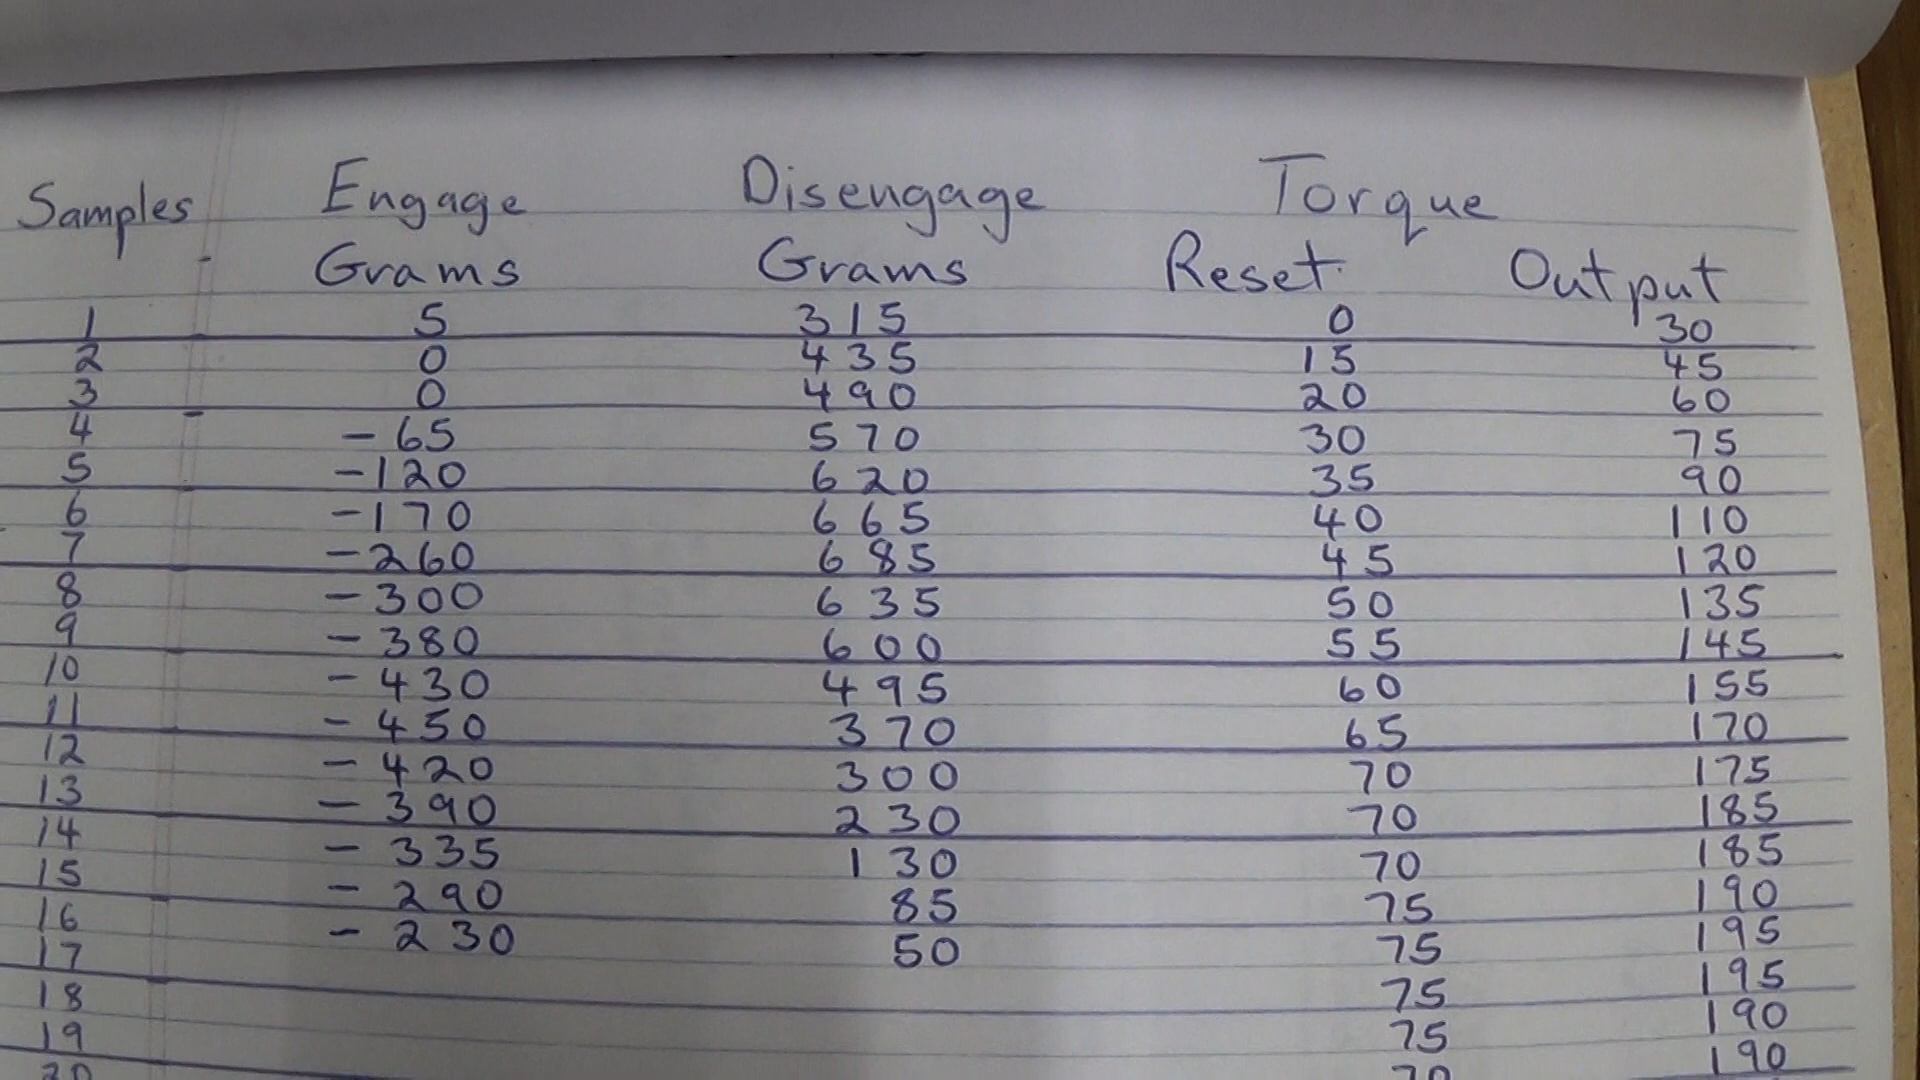 Samples Engage Disengage Torque
Grams Grams Reset Output
1 5 315 0 30
2 0 435 15 45
3 0 490 20 60
4 -65 570 30 75
5 -120 620 35 90
6 -170 665 40 110
7 -260 685 45 120
8 -300 635 50 135
9 -380 600 55 145
10 -430 495 60 155
11 -450 370 65 170
12 -420 300 70 175
13 -390 230 70 185
14 -335 130 70 185
15 -290 85 75 190
16 -230 50 75 195
17 75 195
18 75 190
19 70 190
20